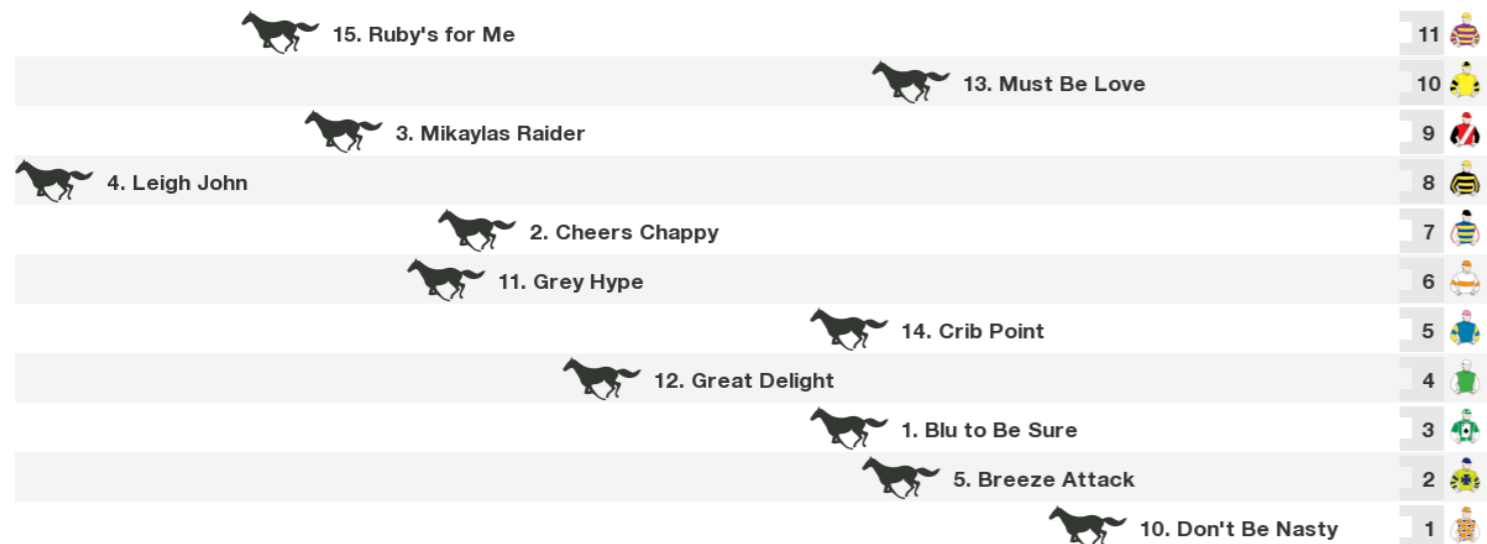 15. Ruby's for Me 11
13. Must Be Love 10
3. Mikaylas Raider 9
4. Leigh John 8
2. Cheers Chappy 7
11. Grey Hype 6
14. Crib Point 5
12. Great Delight 4
1. Blu to Be Sure 3
5. Breeze Attack 2
10. Don't Be Nasty 1